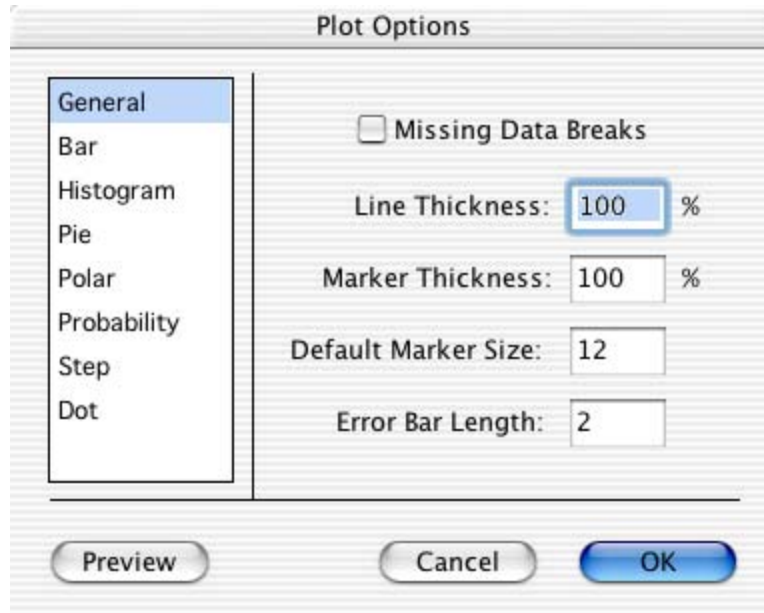 Plot Options
General
Bar
Histogram
Pie
Polar
Probability
Step
Dot
Missing Data Breaks
Line Thickness: 100 %
Marker Thickness: 100 %
Default Marker Size: 12
Error Bar Length: 2
Preview Cancel OK